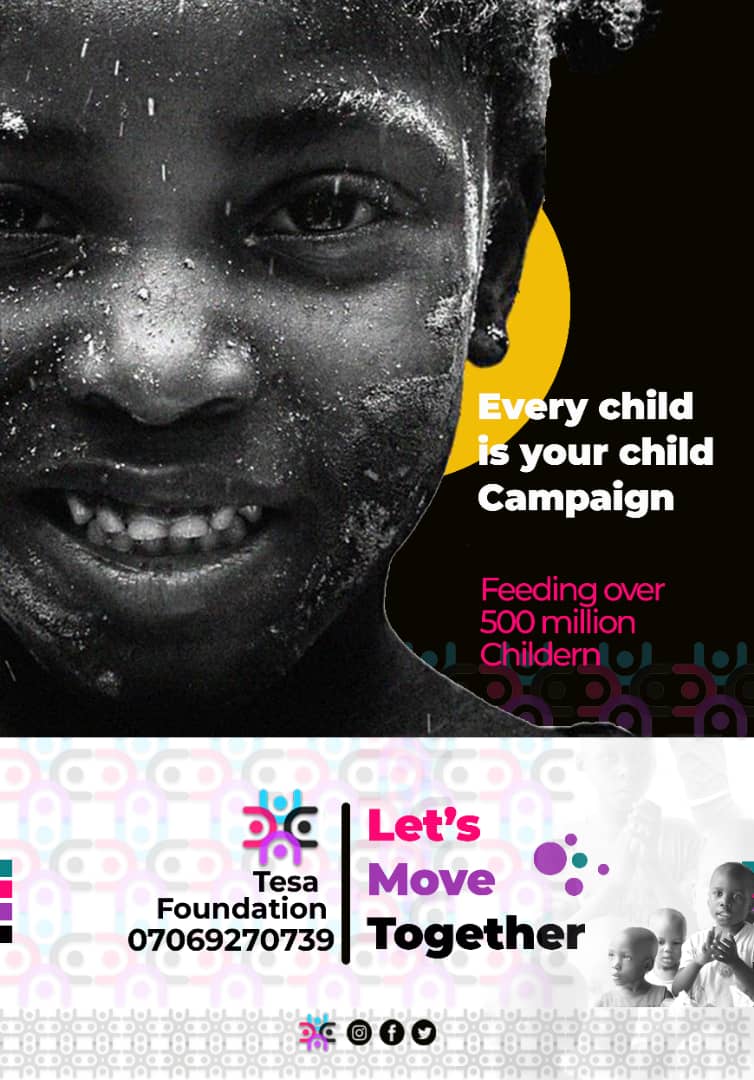 Every child
is your child
Campaign
Feeding over
500 million
Childern
Tesa
Foundation
07069270739
Let's
Move
Together